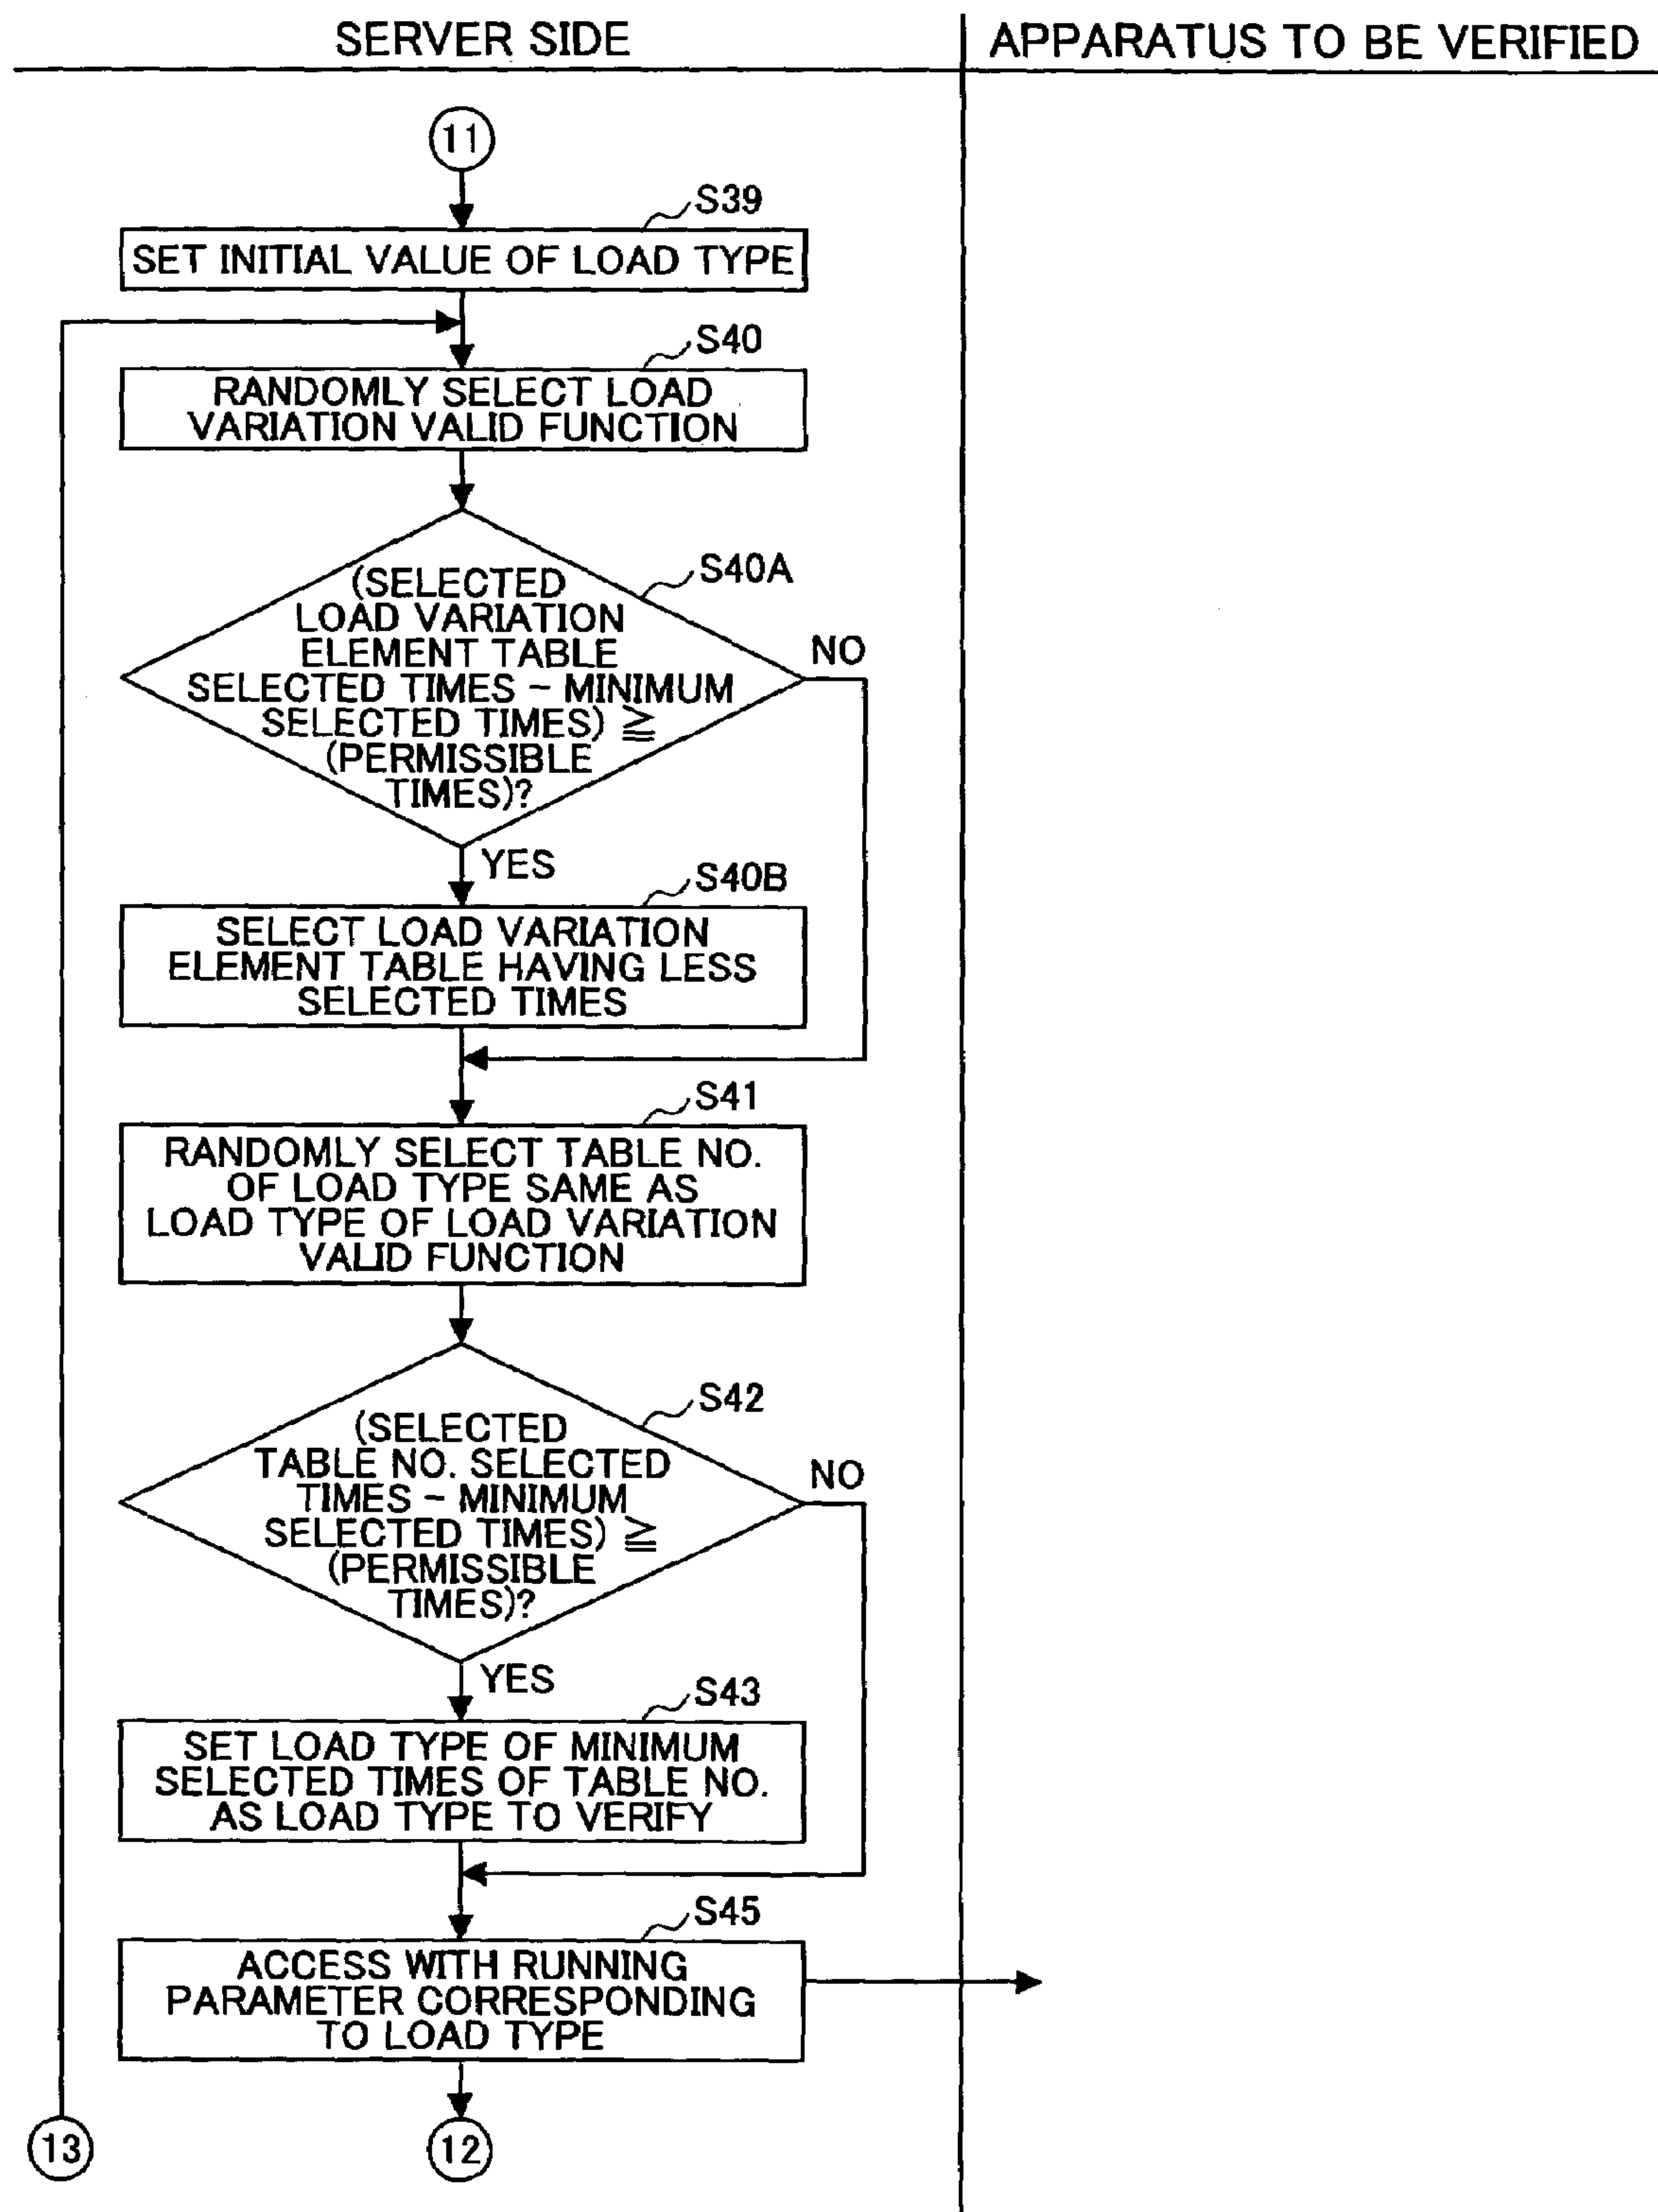 SERVER SIDE
APPARATUS TO BE VERIFIED
11
S39
SET INITIAL VALUE OF LOAD TYPE
S40
RANDOMLY SELECT LOAD
VARIATION VALID FUNCTION
S40A
(SELECTED
LOAD VARIATION
ELEMENT TABLE
SELECTED TIMES − MINIMUM
SELECTED TIMES) ≧
(PERMISSIBLE
TIMES)?
NO
YES
S40B
SELECT LOAD VARIATION
ELEMENT TABLE HAVING LESS
SELECTED TIMES
S41
RANDOMLY SELECT TABLE NO.
OF LOAD TYPE SAME AS
LOAD TYPE OF LOAD VARIATION
VALID FUNCTION
S42
(SELECTED
TABLE NO. SELECTED
TIMES − MINIMUM
SELECTED TIMES) ≧
(PERMISSIBLE
TIMES)?
NO
YES
S43
SET LOAD TYPE OF MINIMUM
SELECTED TIMES OF TABLE NO.
AS LOAD TYPE TO VERIFY
S45
ACCESS WITH RUNNING
PARAMETER CORRESPONDING
TO LOAD TYPE
13
12